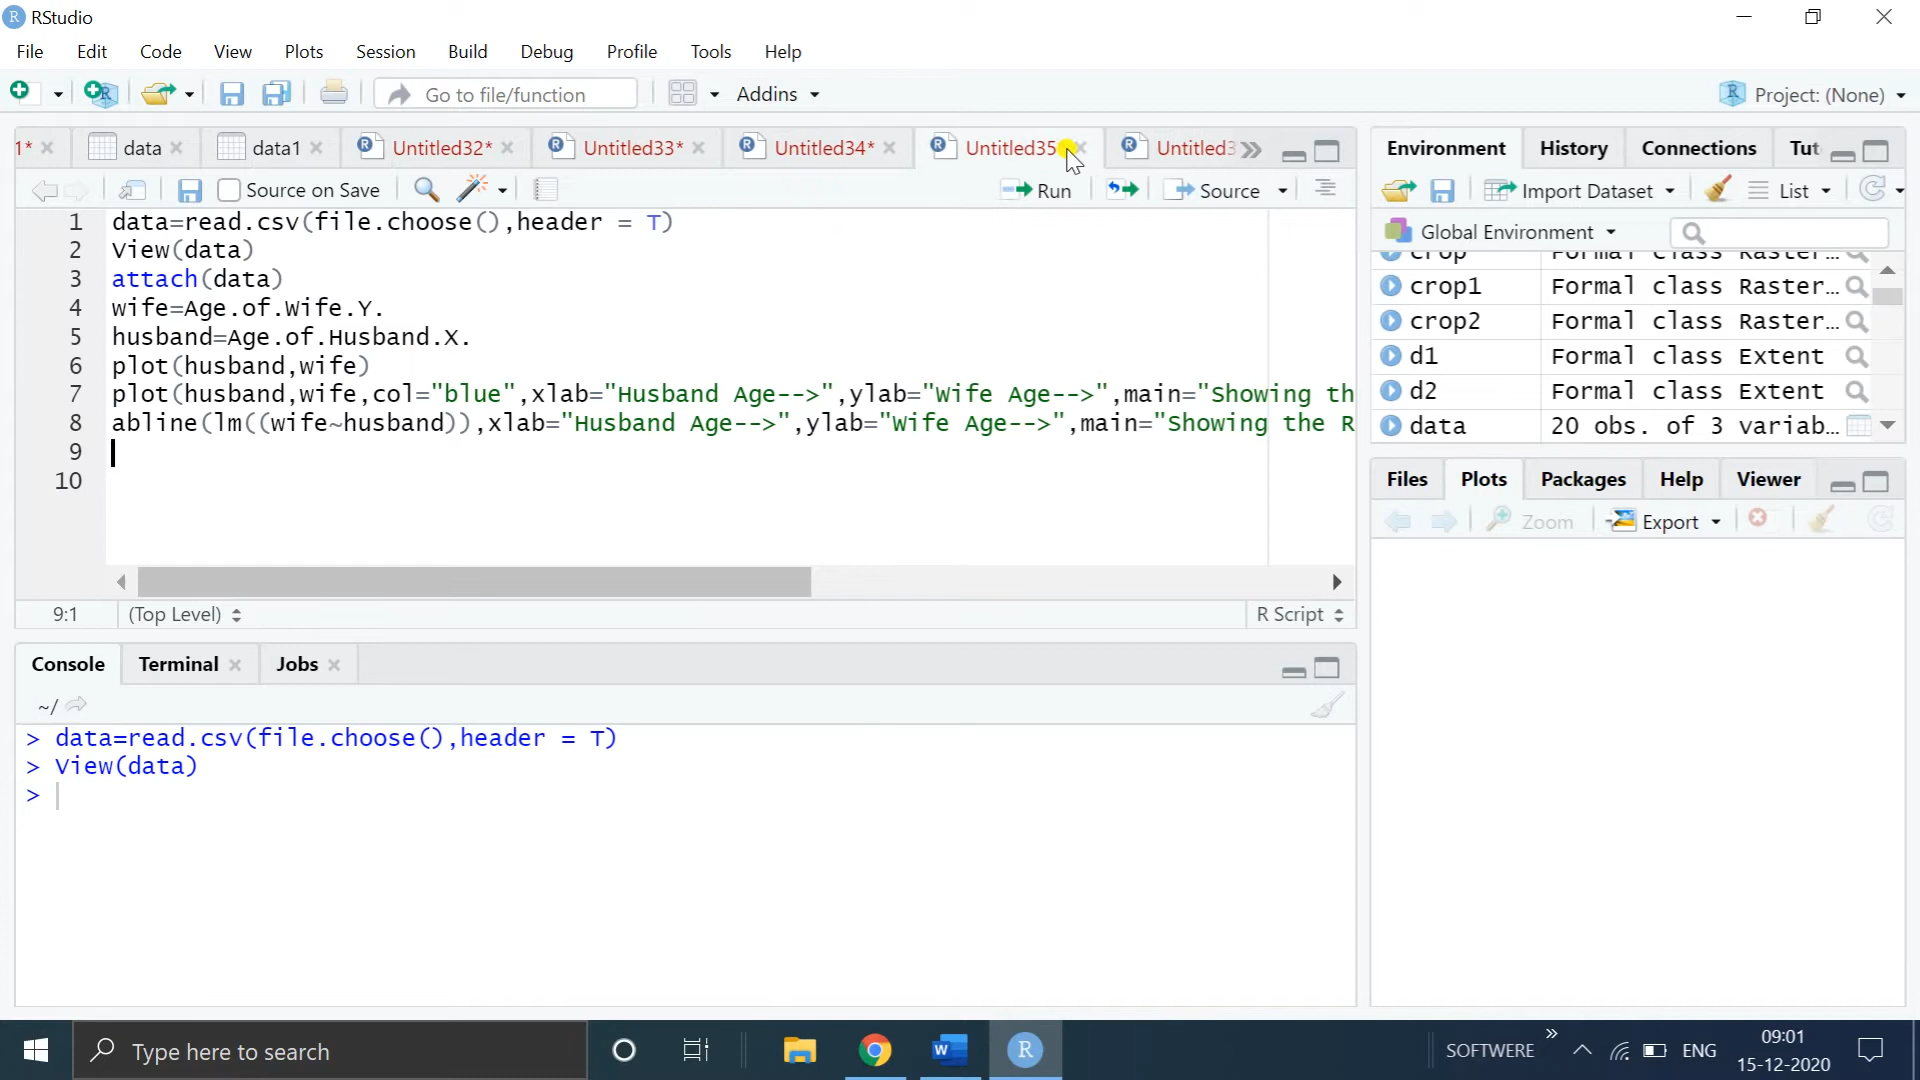 RStudio
File Edit Code View Plots Session Build Debug Profile Tools Help
Go to file/function Addins Project: (None)
1* data data1 Untitled32* Untitled33* Untitled34* Untitled35 Untitled3
Source on Save Run Source
1 data=read.csv(file.choose(),header = T)
2 View(data)
3 attach(data)
4 wife=Age.of.Wife.Y.
5 husband=Age.of.Husband.X.
6 plot(husband,wife)
7 plot(husband,wife,col="blue",xlab="Husband Age-->",ylab="Wife Age-->",main="Showing th
8 abline(lm((wife~husband)),xlab="Husband Age-->",ylab="Wife Age-->",main="Showing the R
9
10
9:1 (Top Level) R Script
Console Terminal Jobs
~/
> data=read.csv(file.choose(),header = T)
> View(data)
>
Environment History Connections Tut
Import Dataset List
Global Environment
crop Formal class Raster…
crop1 Formal class Raster…
crop2 Formal class Raster…
d1 Formal class Extent
d2 Formal class Extent
data 20 obs. of 3 variab…
Files Plots Packages Help Viewer
Zoom Export
Type here to search
SOFTWERE ENG
09:01
15-12-2020